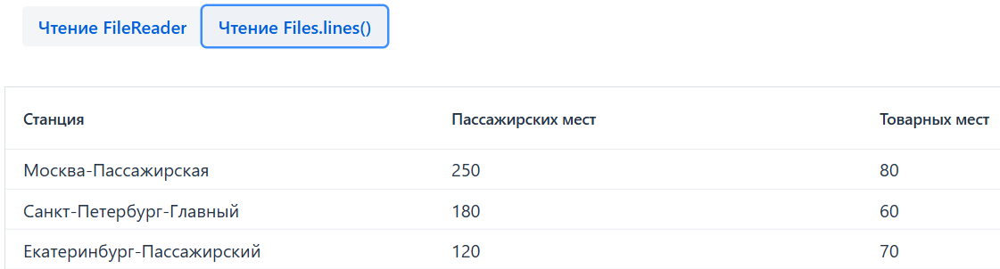 Чтение FileReader Чтение Files.lines()
Станция Пассажирских мест Товарных мест
Москва-Пассажирская 250 80
Санкт-Петербург-Главный 180 60
Екатеринбург-Пассажирский 120 70